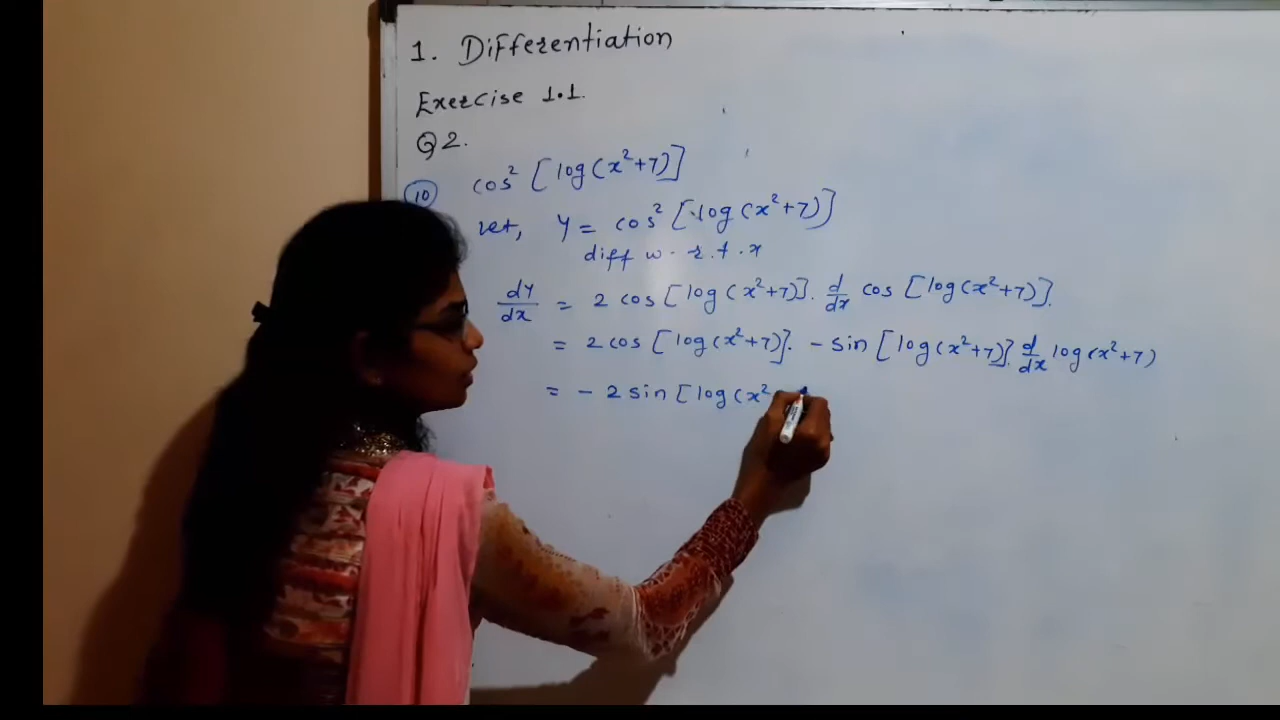 1. Differentiation
Exercise 1.1.
Q2.
(10) cos² [log(x²+7)]
Let, Y = cos² [log(x²+7)]
diff w.r.t.x
dY/dx = 2 cos [log(x²+7)]. d/dx cos [log(x²+7)].
= 2 cos [log(x²+7)]. - sin [log(x²+7)]. d/dx log(x²+7)
= - 2 sin [log(x²